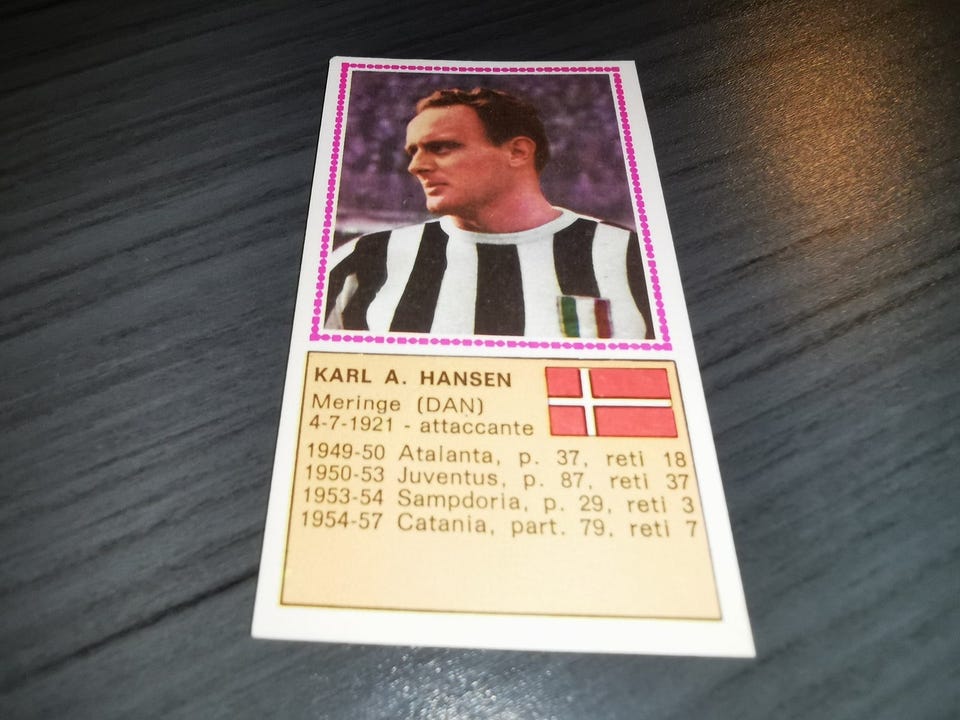 KARL A. HANSEN
Meringe (DAN)
4-7-1921 - attaccante
1949-50 Atalanta, p. 37, reti 18
1950-53 Juventus, p. 87, reti 37
1953-54 Sampdoria, p. 29, reti 3
1954-57 Catania, part. 79, reti 7